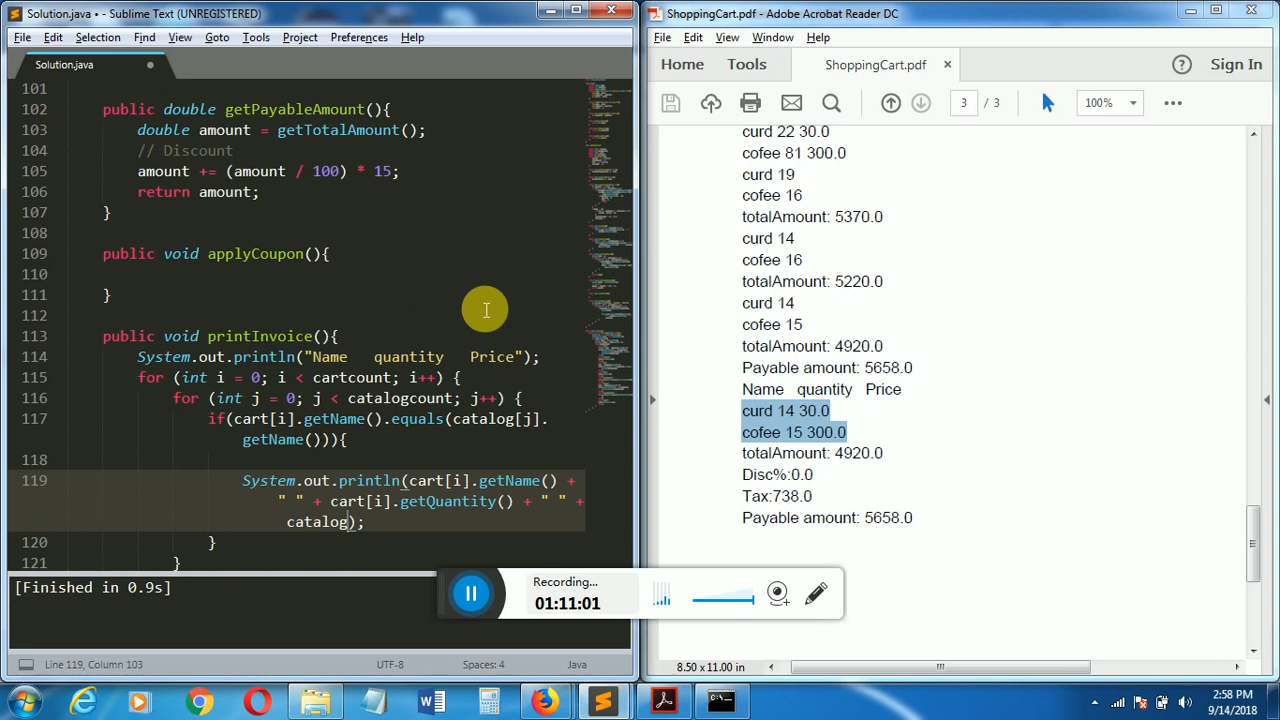 Solution.java • - Sublime Text (UNREGISTERED)
File Edit Selection Find View Goto Tools Project Preferences Help
Solution.java
101
102 public double getPayableAmount(){
103 double amount = getTotalAmount();
104 // Discount
105 amount += (amount / 100) * 15;
106 return amount;
107 }
108
109 public void applyCoupon(){
110
111 }
112
113 public void printInvoice(){
114 System.out.println("Name quantity Price");
115 for (int i = 0; i < cartcount; i++) {
116 for (int j = 0; j < catalogcount; j++) {
117 if(cart[i].getName().equals(catalog[j].
getName())){
118
119 System.out.println(cart[i].getName() +
" " + cart[i].getQuantity() + " " +
catalog);
120 }
121 }
[Finished in 0.9s]
Line 119, Column 103 UTF-8 Spaces: 4 Java
ShoppingCart.pdf - Adobe Acrobat Reader DC
File Edit View Window Help
Home Tools ShoppingCart.pdf × Sign In
3 / 3 100%
curd 22 30.0
cofee 81 300.0
curd 19
cofee 16
totalAmount: 5370.0
curd 14
cofee 16
totalAmount: 5220.0
curd 14
cofee 15
totalAmount: 4920.0
Payable amount: 5658.0
Name quantity Price
curd 14 30.0
cofee 15 300.0
totalAmount: 4920.0
Disc%:0.0
Tax:738.0
Payable amount: 5658.0
8.50 x 11.00 in
Recording...
01:11:01
2:58 PM
9/14/2018